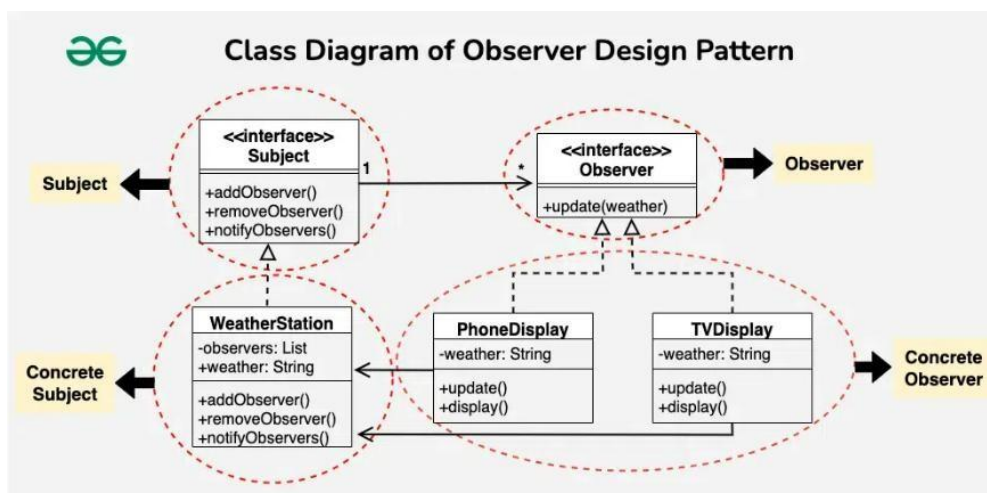 Class Diagram of Observer Design Pattern
<<interface>>
Subject
+addObserver()
+removeObserver()
+notifyObservers()
1
*
<<interface>>
Observer
+update(weather)
Subject
Observer
WeatherStation
-observers: List
+weather: String
+addObserver()
+removeObserver()
+notifyObservers()
PhoneDisplay
-weather: String
+update()
+display()
TVDisplay
-weather: String
+update()
+display()
Concrete
Subject
Concrete
Observer